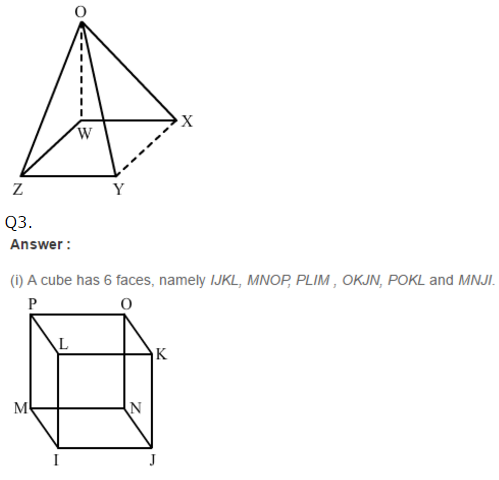 O
W
X
Z
Y
Q3.
Answer :
(i) A cube has 6 faces, namely IJKL, MNOP, PLIM , OKJN, POKL and MNJI.
P
O
L
K
M
N
I
J